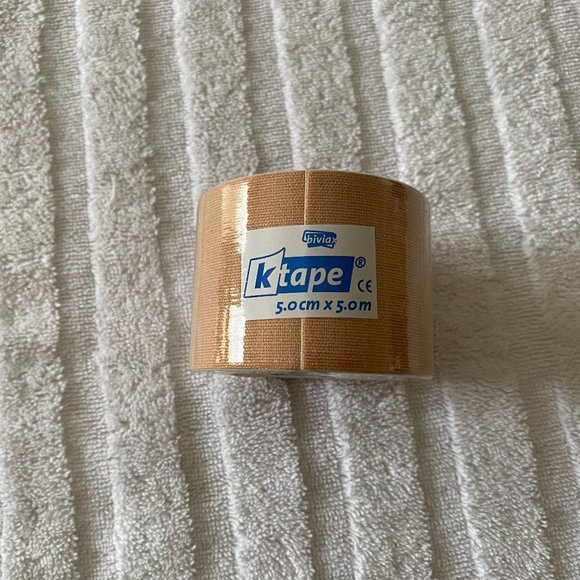 biviax
ktape®
CE
5.0cm x 5.0m